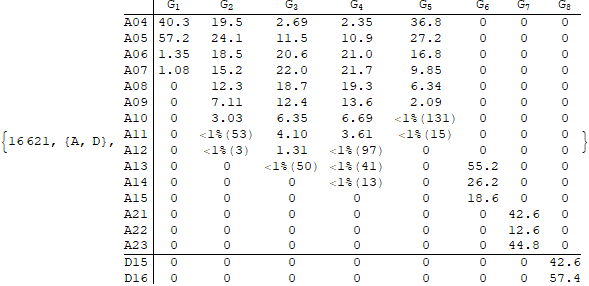 G1 G2 G3 G4 G5 G6 G7 G8
A04 40.3 19.5 2.69 2.35 36.8 0 0 0
A05 57.2 24.1 11.5 10.9 27.2 0 0 0
A06 1.35 18.5 20.6 21.0 16.8 0 0 0
A07 1.08 15.2 22.0 21.7 9.85 0 0 0
A08 0 12.3 18.7 19.3 6.34 0 0 0
A09 0 7.11 12.4 13.6 2.09 0 0 0
A10 0 3.03 6.35 6.69 <1%(131) 0 0 0
{16621, {A, D}, A11 0 <1%(53) 4.10 3.61 <1%(15) 0 0 0 }
A12 0 <1%(3) 1.31 <1%(97) 0 0 0 0
A13 0 0 <1%(50) <1%(41) 0 55.2 0 0
A14 0 0 0 <1%(13) 0 26.2 0 0
A15 0 0 0 0 0 18.6 0 0
A21 0 0 0 0 0 0 42.6 0
A22 0 0 0 0 0 0 12.6 0
A23 0 0 0 0 0 0 44.8 0
D15 0 0 0 0 0 0 0 42.6
D16 0 0 0 0 0 0 0 57.4